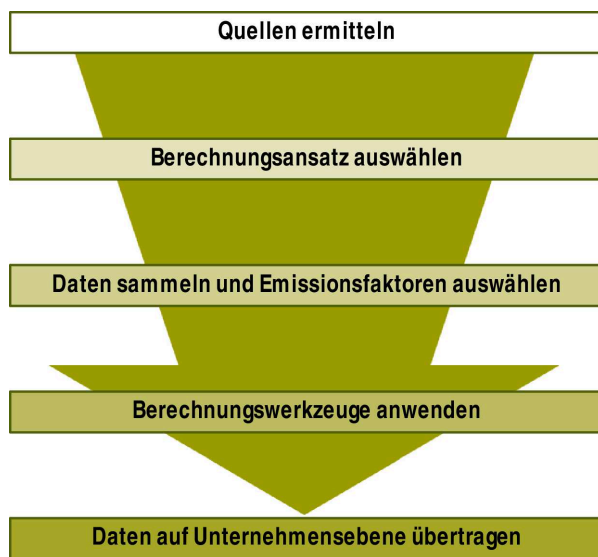 Quellen ermitteln
Berechnungsansatz auswählen
Daten sammeln und Emissionsfaktoren auswählen
Berechnungswerkzeuge anwenden
Daten auf Unternehmensebene übertragen